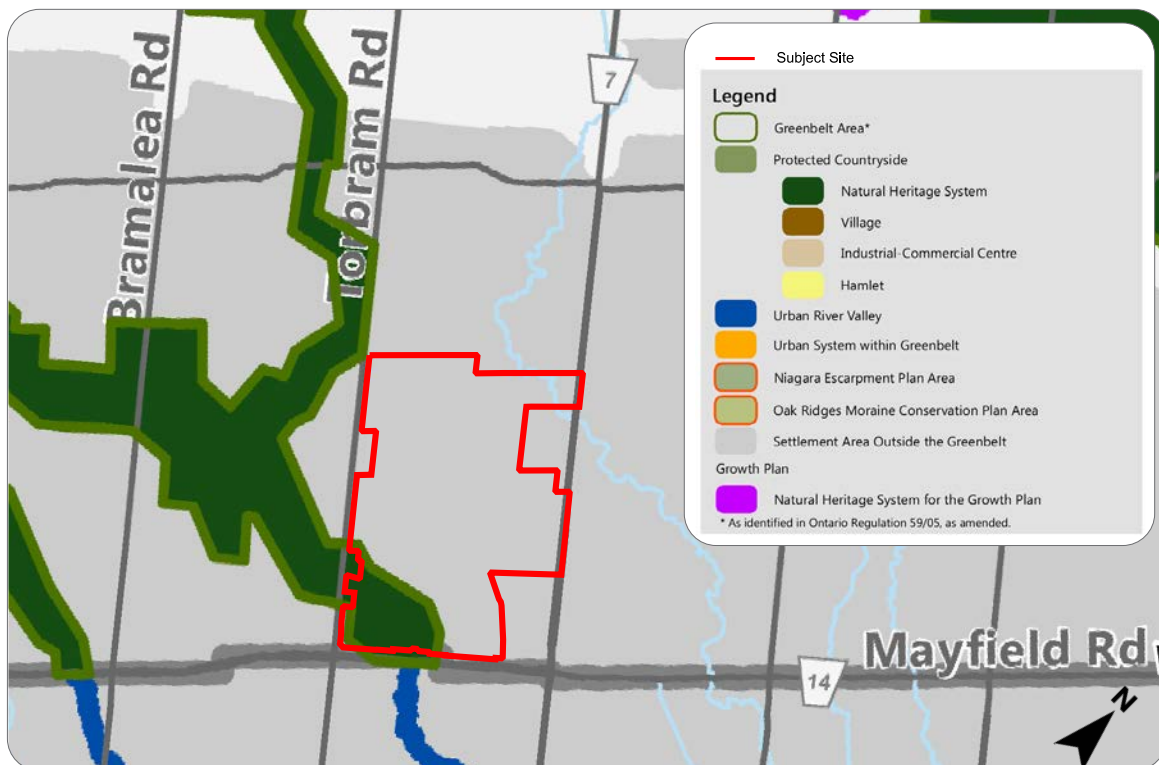 Bramalea Rd
Torbram Rd
7
Subject Site
Legend
Greenbelt Area*
Protected Countryside
Natural Heritage System
Village
Industrial-Commercial Centre
Hamlet
Urban River Valley
Urban System within Greenbelt
Niagara Escarpment Plan Area
Oak Ridges Moraine Conservation Plan Area
Settlement Area Outside the Greenbelt
Growth Plan
Natural Heritage System for the Growth Plan
* As identified in Ontario Regulation 59/05, as amended.
Mayfield Rd
14
N